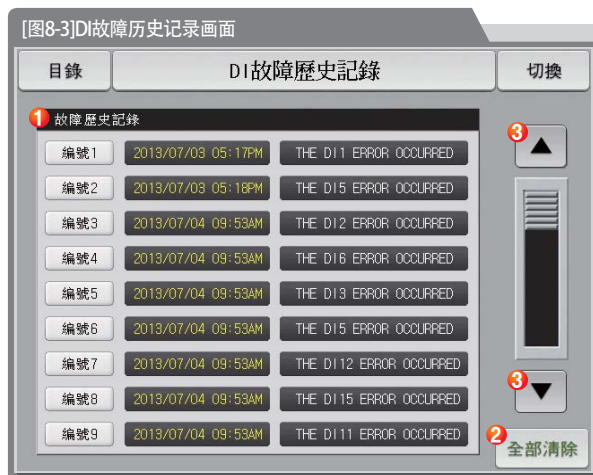 [图8-3]DI故障历史记录画面
目錄 DI故障歷史記錄 切換
1 故障歷史記錄 3
▲
編號1 2013/07/03 05:17PM THE DI1 ERROR OCCURRED
編號2 2013/07/03 05:18PM THE DI5 ERROR OCCURRED
編號3 2013/07/04 09:53AM THE DI2 ERROR OCCURRED
編號4 2013/07/04 09:53AM THE DI6 ERROR OCCURRED
編號5 2013/07/04 09:53AM THE DI3 ERROR OCCURRED
編號6 2013/07/04 09:53AM THE DI5 ERROR OCCURRED
編號7 2013/07/04 09:53AM THE DI12 ERROR OCCURRED
3
▼
編號8 2013/07/04 09:53AM THE DI15 ERROR OCCURRED
編號9 2013/07/04 09:53AM THE DI11 ERROR OCCURRED
2 全部清除